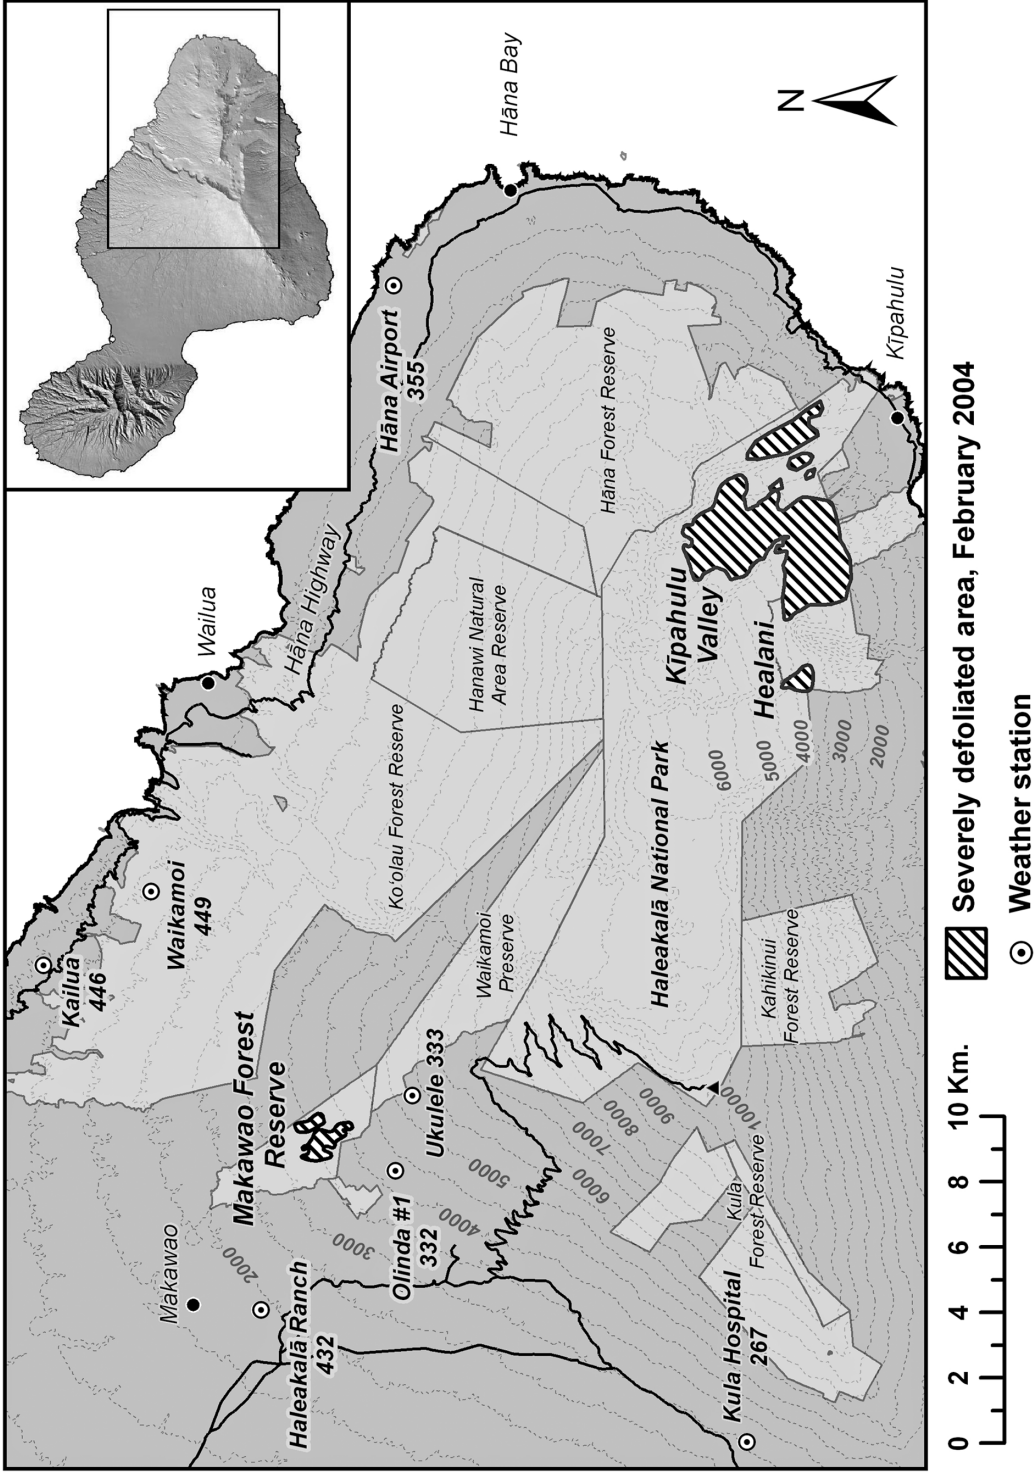 Hāna Bay
N
Kīpahulu
Hāna Airport
355
Hāna Forest Reserve
Hāna Highway
Wailua
Hanawi Natural
Area Reserve
Kīpahulu
Valley
Healani
Ko'olau Forest Reserve
6000
5000
4000
3000
2000
Haleakalā National Park
Waikamoi
449
Kailua
446
Waikamoi
Preserve
Kahikinui
Forest Reserve
Makawao Forest
Reserve
Ukulele 333
10000
9000
8000
7000
6000
5000
4000
3000
2000
Olinda #1
332
Makawao
Haleakalā Ranch
432
Kula
Forest Reserve
Kula Hospital
267
Severely defoliated area, February 2004
Weather station
0 2 4 6 8 10 Km.